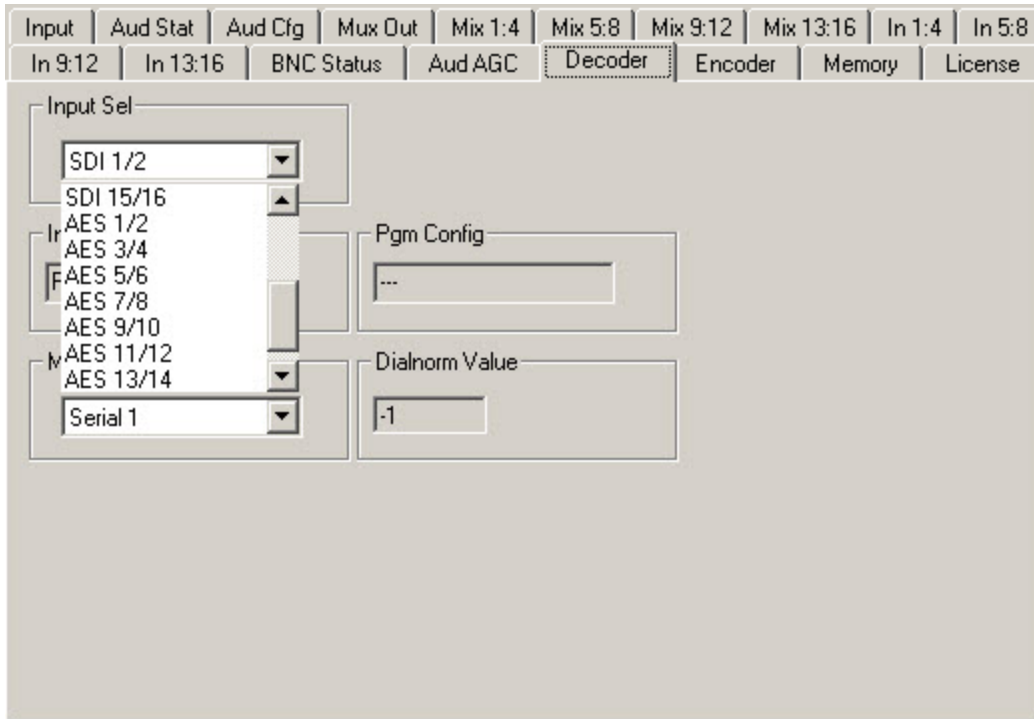 Input Aud Stat Aud Cfg Mux Out Mix 1:4 Mix 5:8 Mix 9:12 Mix 13:16 In 1:4 In 5:8
In 9:12 In 13:16 BNC Status Aud AGC Decoder Encoder Memory License
Input Sel
SDI 1/2
SDI 15/16
AES 1/2
AES 3/4
AES 5/6
AES 7/8
AES 9/10
AES 11/12
AES 13/14
Pgm Config
---
Serial 1
Dialnorm Value
-1